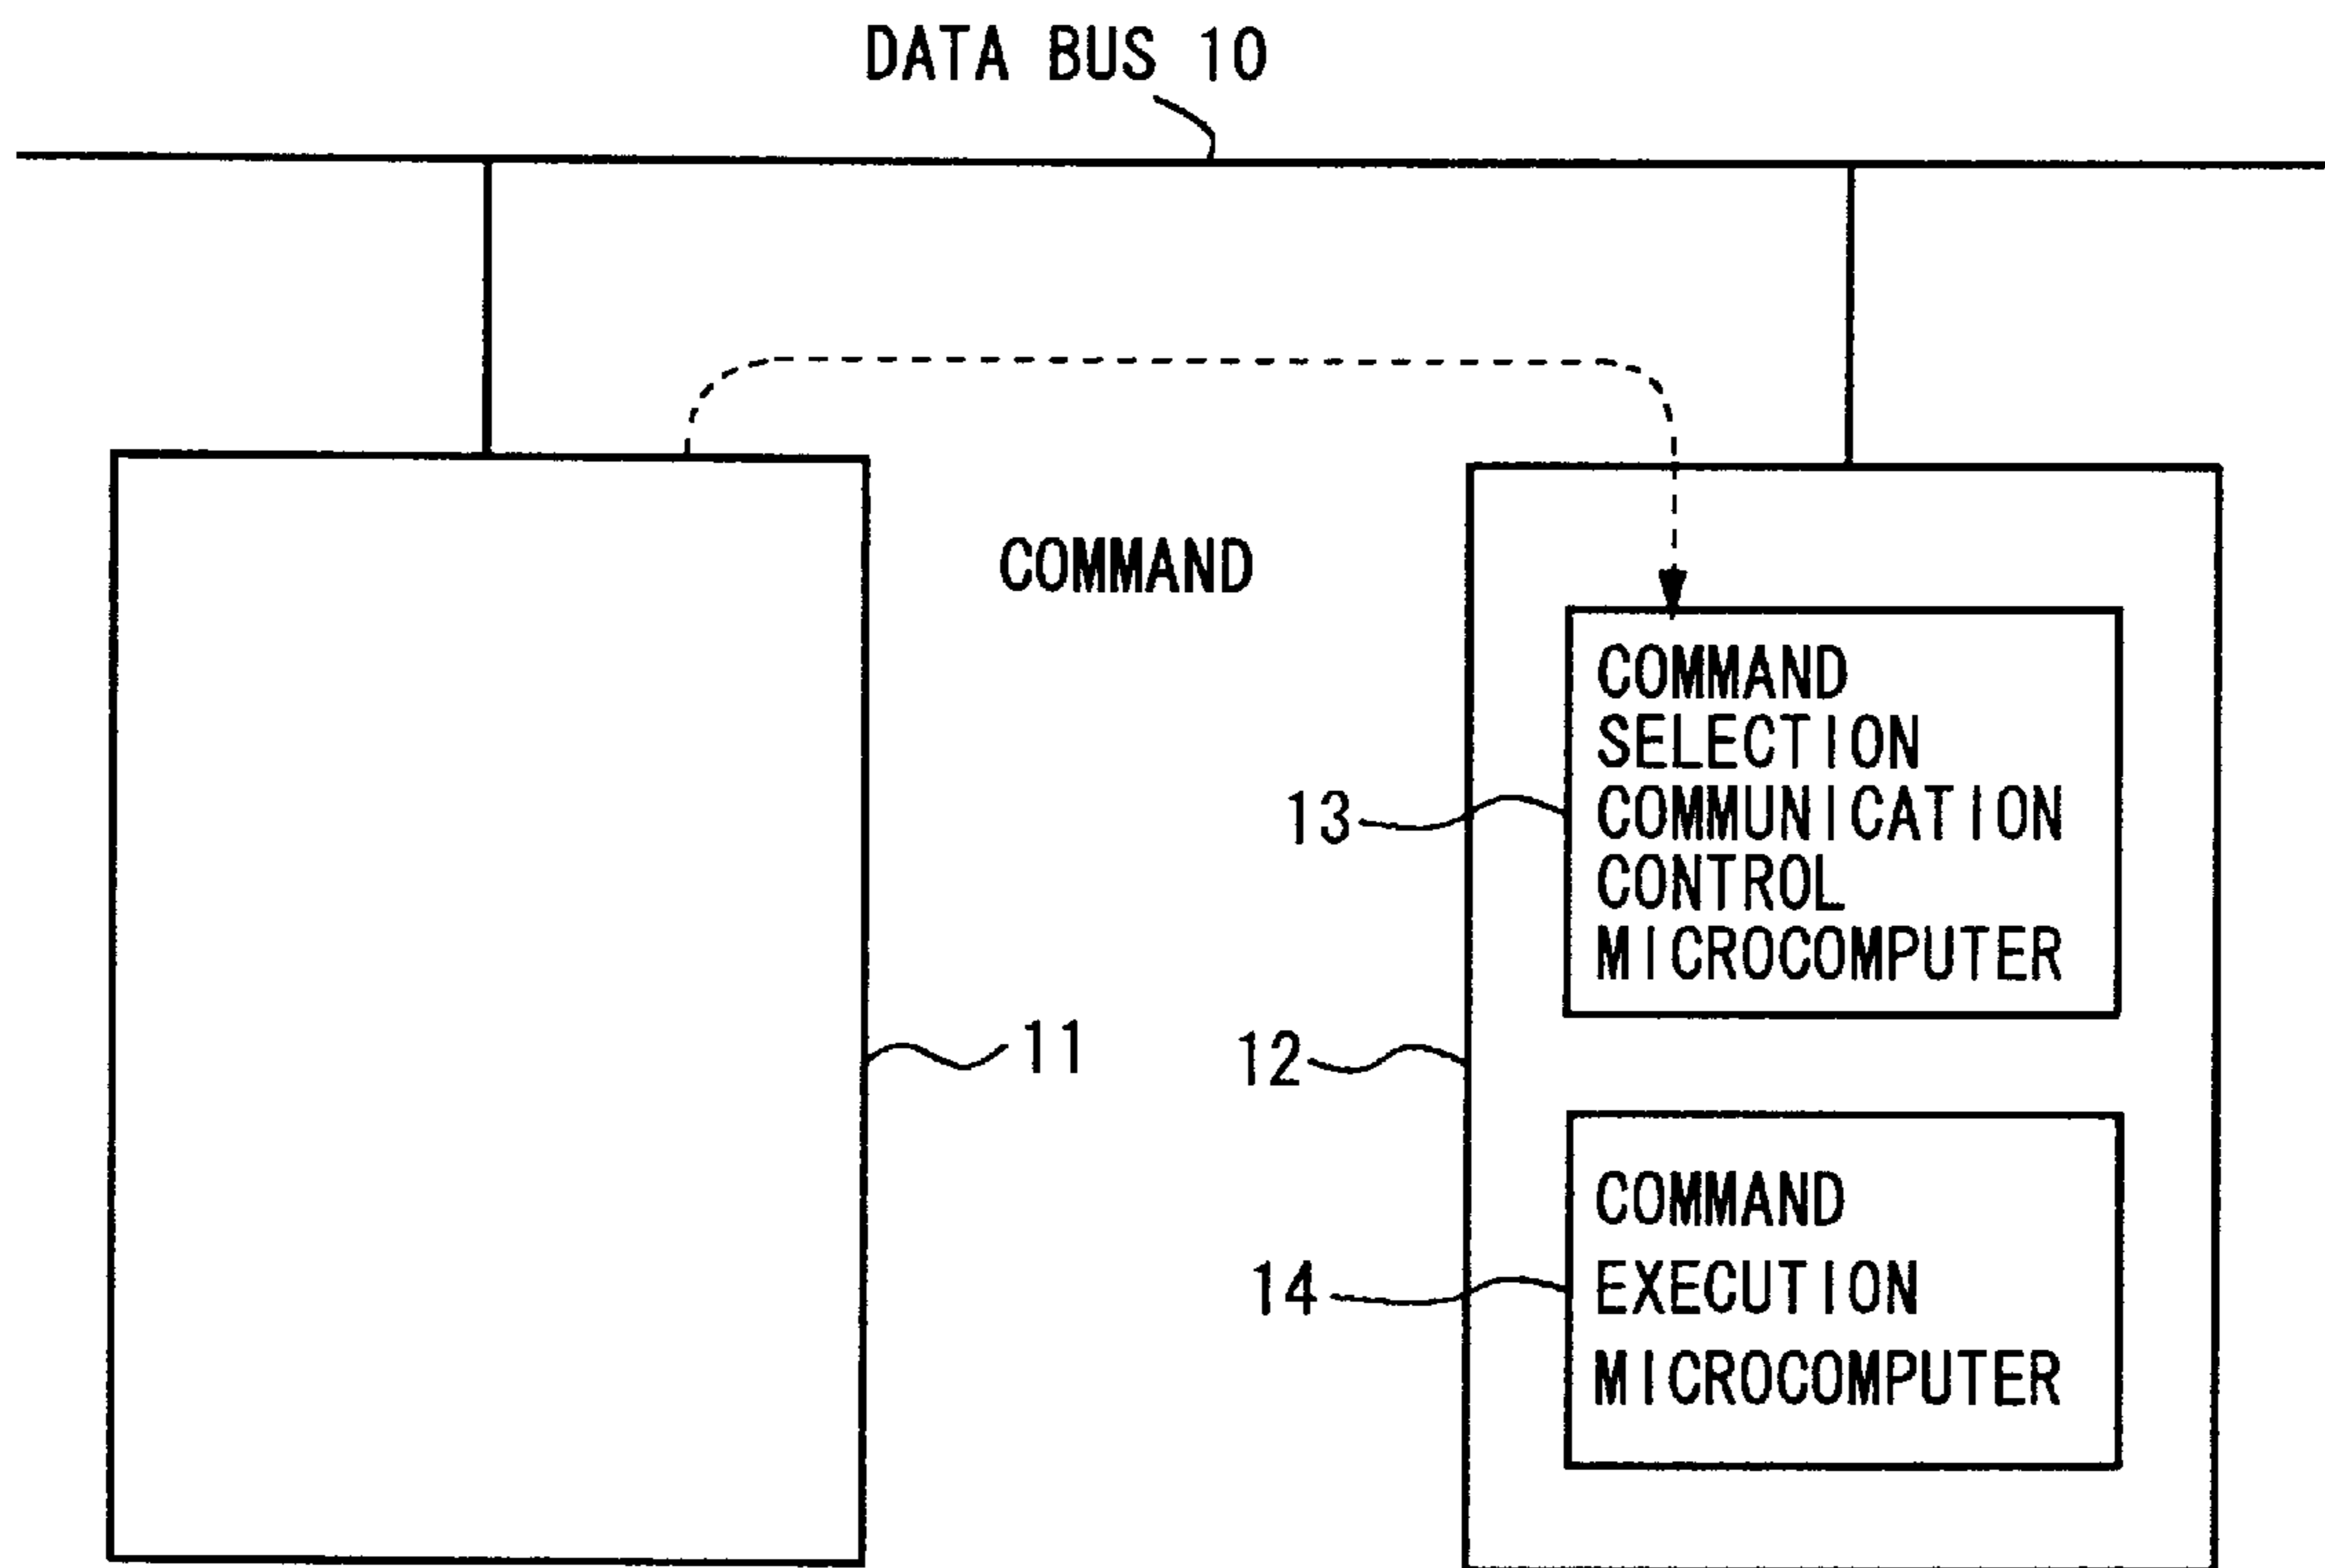 DATA BUS 10
COMMAND
COMMAND
SELECTION
COMMUNICATION
CONTROL
MICROCOMPUTER
13
11
12
COMMAND
EXECUTION
MICROCOMPUTER
14